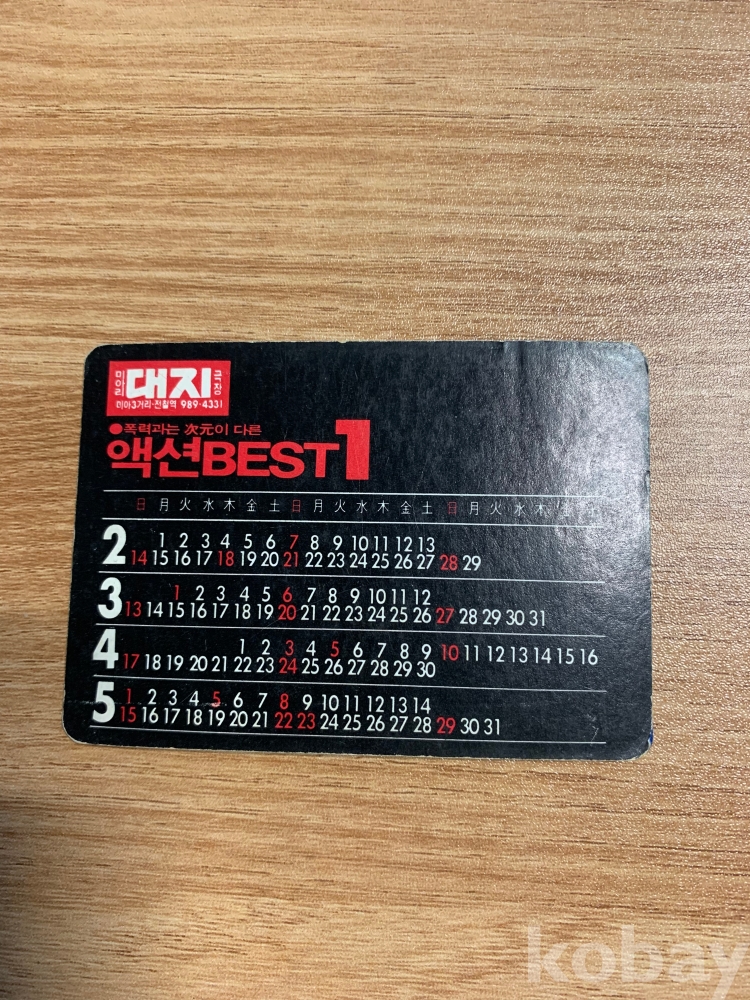 미아리 대지 극장
미아3거리·전철역 989·4331
●폭력과는 次元이 다른
액션BEST1
日 月 火 水 木 金 土 日 月 火 水 木 金 土 日 月 火 水 木 金
2
1 2 3 4 5 6 7 8 9 10 11 12 13
14 15 16 17 18 19 20 21 22 23 24 25 26 27 28 29
3
1 2 3 4 5 6 7 8 9 10 11 12
13 14 15 16 17 18 19 20 21 22 23 24 25 26 27 28 29 30 31
4
1 2 3 4 5 6 7 8 9 10 11 12 13 14 15 16
17 18 19 20 21 22 23 24 25 26 27 28 29 30
5
1 2 3 4 5 6 7 8 9 10 11 12 13 14
15 16 17 18 19 20 21 22 23 24 25 26 27 28 29 30 31
kobay